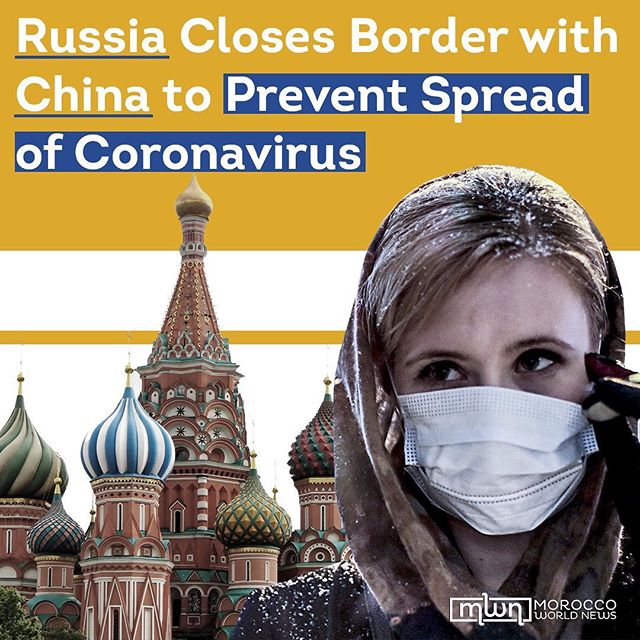 Russia Closes Border with
China to Prevent Spread
of Coronavirus
mwn MOROCCO
WORLD NEWS